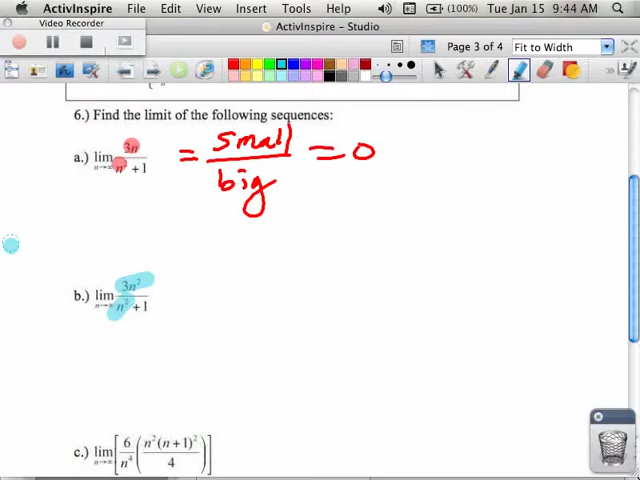 ActivInspire File Edit View Insert Tools Help (100%) Tue Jan 15 9:44 AM
Video Recorder
ActivInspire - Studio
Page 3 of 4 Fit to Width
6.) Find the limit of the following sequences:
a.) lim n→∞ 3n / n² + 1 = small / big = 0
b.) lim n→∞ 3n² / n² + 1
c.) lim n→∞ [ 6 / n⁴ ( n²(n+1)² / 4 ) ]